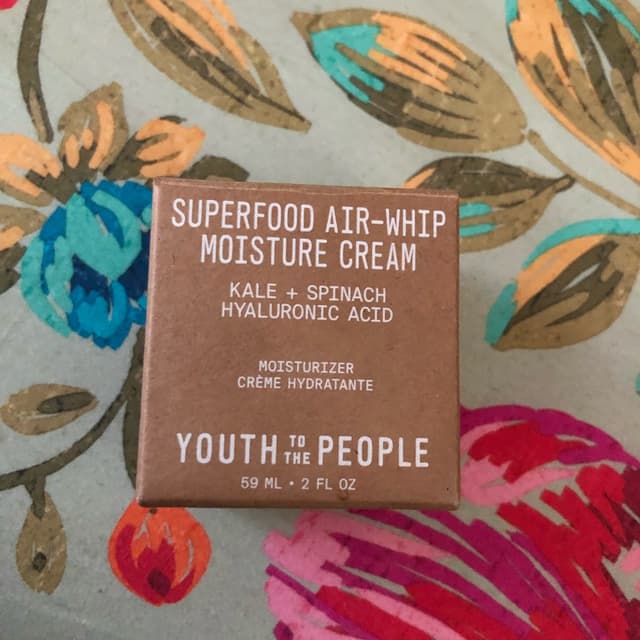 SUPERFOOD AIR-WHIP
MOISTURE CREAM
KALE + SPINACH
HYALURONIC ACID
MOISTURIZER
CRÈME HYDRATANTE
YOUTH TO THE PEOPLE
59 ML • 2 FL OZ